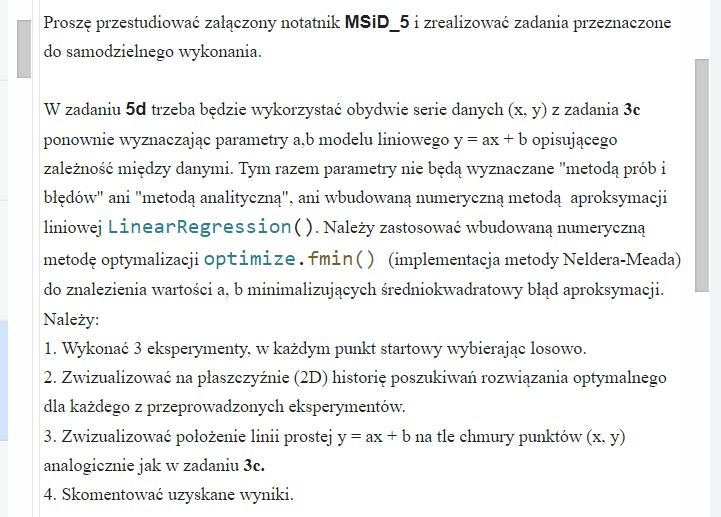 Proszę przestudiować załączony notatnik MSiD_5 i zrealizować zadania przeznaczone
do samodzielnego wykonania.
W zadaniu 5d trzeba będzie wykorzystać obydwie serie danych (x, y) z zadania 3c
ponownie wyznaczając parametry a,b modelu liniowego y = ax + b opisującego
zależność między danymi. Tym razem parametry nie będą wyznaczane "metodą prób i
błędów" ani "metodą analityczną", ani wbudowaną numeryczną metodą aproksymacji
liniowej LinearRegression(). Należy zastosować wbudowaną numeryczną
metodę optymalizacji optimize.fmin() (implementacja metody Neldera-Meada)
do znalezienia wartości a, b minimalizujących średniokwadratowy błąd aproksymacji.
Należy:
1. Wykonać 3 eksperymenty, w każdym punkt startowy wybierając losowo.
2. Zwizualizować na płaszczyźnie (2D) historię poszukiwań rozwiązania optymalnego
dla każdego z przeprowadzonych eksperymentów.
3. Zwizualizować położenie linii prostej y = ax + b na tle chmury punktów (x, y)
analogicznie jak w zadaniu 3c.
4. Skomentować uzyskane wyniki.